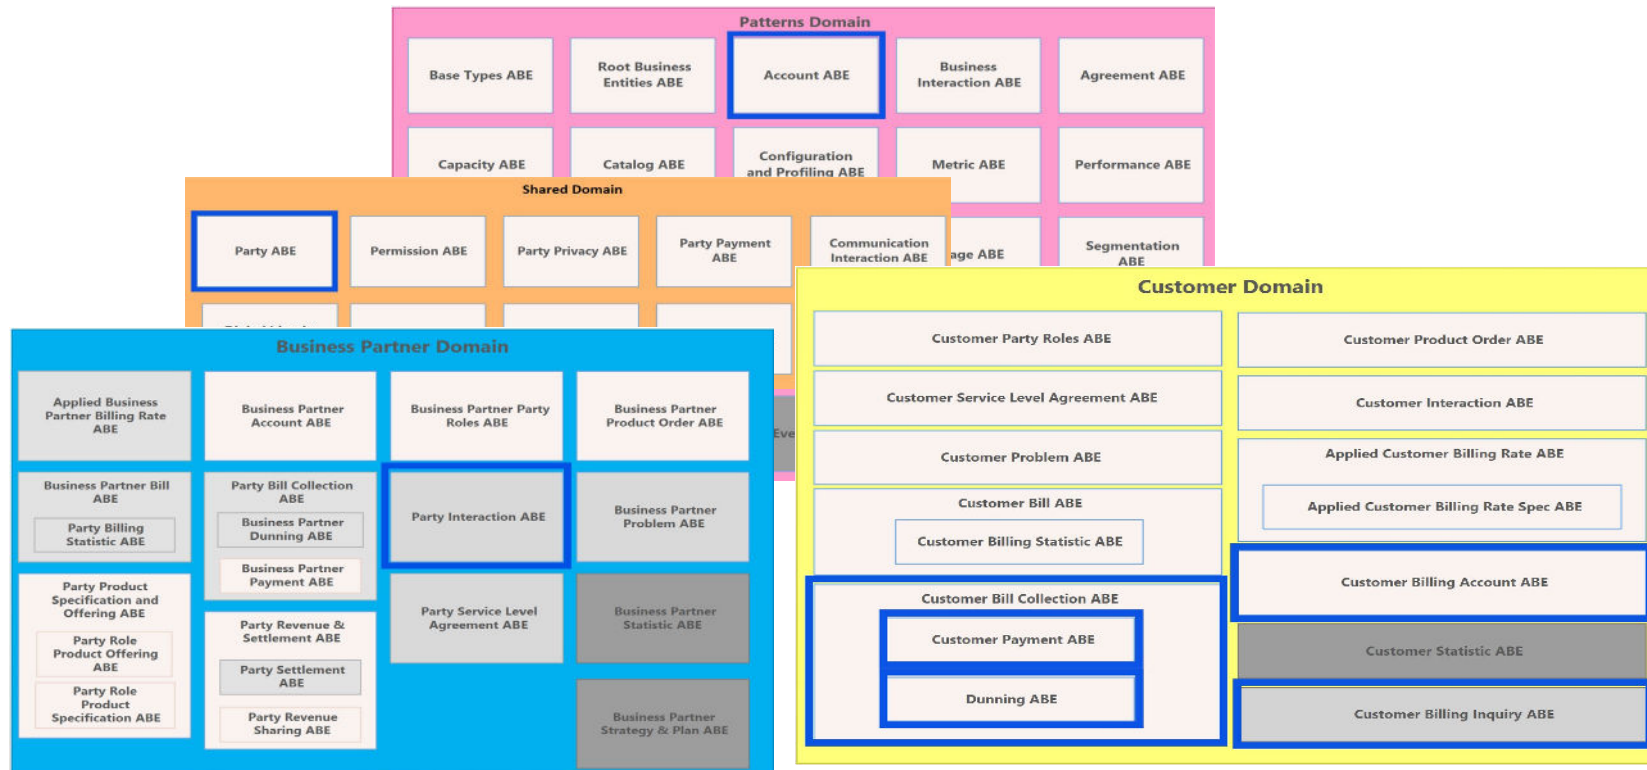 Patterns Domain
Base Types ABE
Root Business
Entities ABE
Account ABE
Business
Interaction ABE
Agreement ABE
Capacity ABE
Catalog ABE
Configuration
and Profiling ABE
Metric ABE
Performance ABE
age ABE
Segmentation
ABE
Eve
Shared Domain
Party ABE
Permission ABE
Party Privacy ABE
Party Payment
ABE
Communication
Interaction ABE
Business Partner Domain
Applied Business
Partner Billing Rate
ABE
Business Partner
Account ABE
Business Partner Party
Roles ABE
Business Partner
Product Order ABE
Business Partner Bill
ABE
Party Billing
Statistic ABE
Party Bill Collection
ABE
Business Partner
Dunning ABE
Business Partner
Payment ABE
Party Interaction ABE
Business Partner
Problem ABE
Party Product
Specification and
Offering ABE
Party Role
Product Offering
ABE
Party Role
Product
Specification ABE
Party Revenue &
Settlement ABE
Party Settlement
ABE
Party Revenue
Sharing ABE
Party Service Level
Agreement ABE
Business Partner
Statistic ABE
Business Partner
Strategy & Plan ABE
Customer Domain
Customer Party Roles ABE
Customer Service Level Agreement ABE
Customer Problem ABE
Customer Bill ABE
Customer Billing Statistic ABE
Customer Bill Collection ABE
Customer Payment ABE
Dunning ABE
Customer Product Order ABE
Customer Interaction ABE
Applied Customer Billing Rate ABE
Applied Customer Billing Rate Spec ABE
Customer Billing Account ABE
Customer Statistic ABE
Customer Billing Inquiry ABE